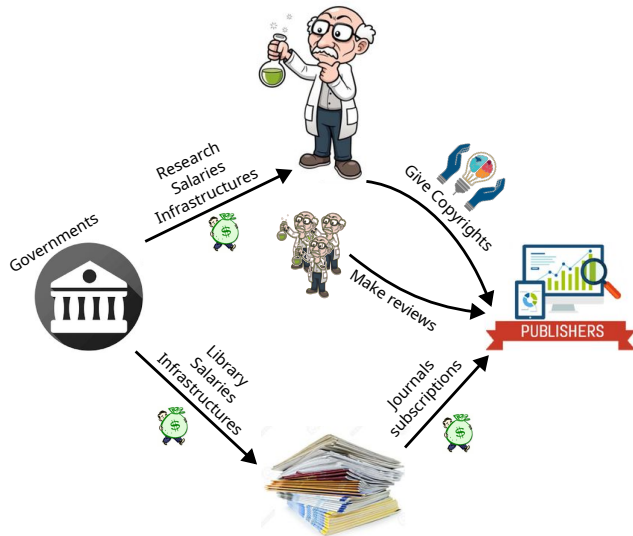 Research
Salaries
Infrastructures
Give Copyrights
Governments
Make reviews
PUBLISHERS
Library
Salaries
Infrastructures
Journals
subscriptions